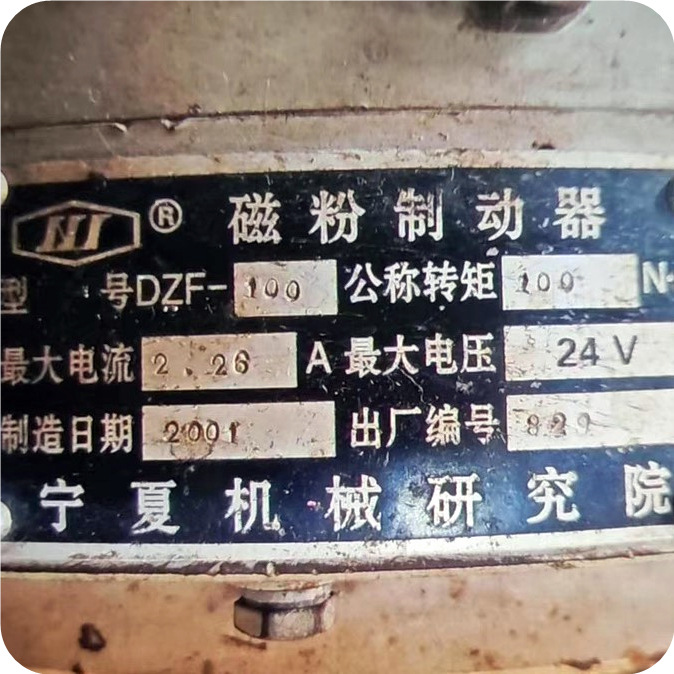 NJ ® 磁粉制动器
型 号DZF-100 公称转矩 100 N·
最大电流 2.26 A 最大电压 24 V
制造日期 2001 出厂编号 829
宁夏机械研究院